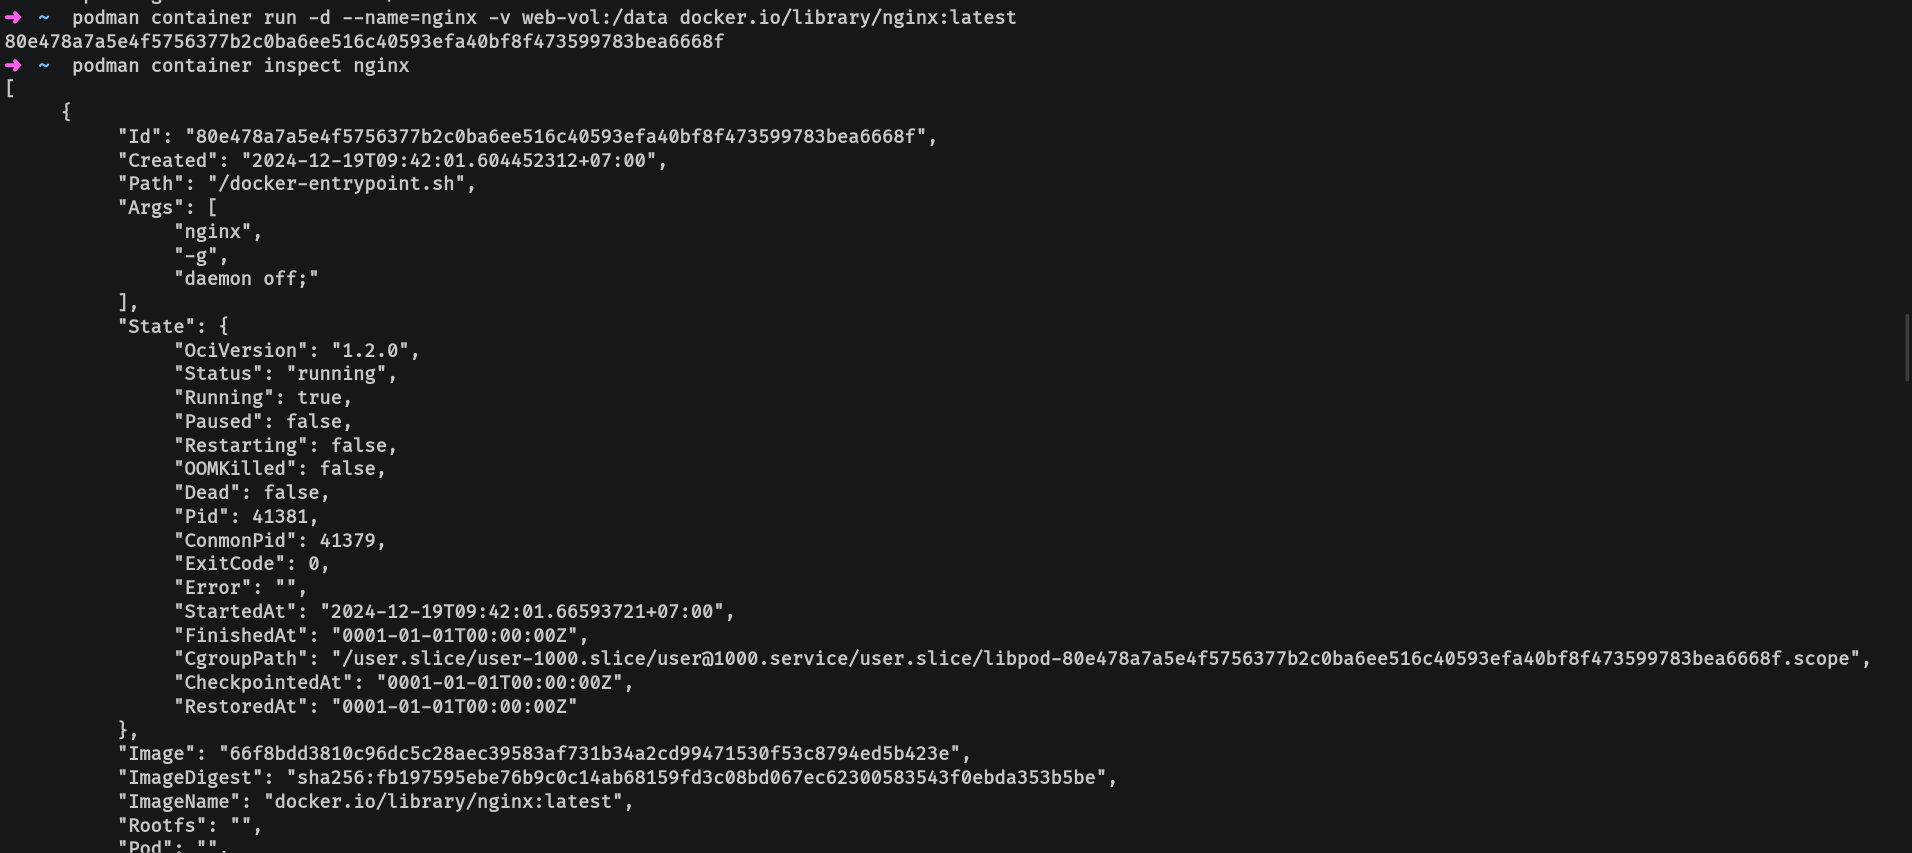 ➜ ~ podman container run -d --name=nginx -v web-vol:/data docker.io/library/nginx:latest
80e478a7a5e4f5756377b2c0ba6ee516c40593efa40bf8f473599783bea6668f
➜ ~ podman container inspect nginx
[
     {
          "Id": "80e478a7a5e4f5756377b2c0ba6ee516c40593efa40bf8f473599783bea6668f",
          "Created": "2024-12-19T09:42:01.604452312+07:00",
          "Path": "/docker-entrypoint.sh",
          "Args": [
               "nginx",
               "-g",
               "daemon off;"
          ],
          "State": {
               "OciVersion": "1.2.0",
               "Status": "running",
               "Running": true,
               "Paused": false,
               "Restarting": false,
               "OOMKilled": false,
               "Dead": false,
               "Pid": 41381,
               "ConmonPid": 41379,
               "ExitCode": 0,
               "Error": "",
               "StartedAt": "2024-12-19T09:42:01.66593721+07:00",
               "FinishedAt": "0001-01-01T00:00:00Z",
               "CgroupPath": "/user.slice/user-1000.slice/user@1000.service/user.slice/libpod-80e478a7a5e4f5756377b2c0ba6ee516c40593efa40bf8f473599783bea6668f.scope",
               "CheckpointedAt": "0001-01-01T00:00:00Z",
               "RestoredAt": "0001-01-01T00:00:00Z"
          },
          "Image": "66f8bdd3810c96dc5c28aec39583af731b34a2cd99471530f53c8794ed5b423e",
          "ImageDigest": "sha256:fb197595ebe76b9c0c14ab68159fd3c08bd067ec62300583543f0ebda353b5be",
          "ImageName": "docker.io/library/nginx:latest",
          "Rootfs": "",
          "Pod": "",